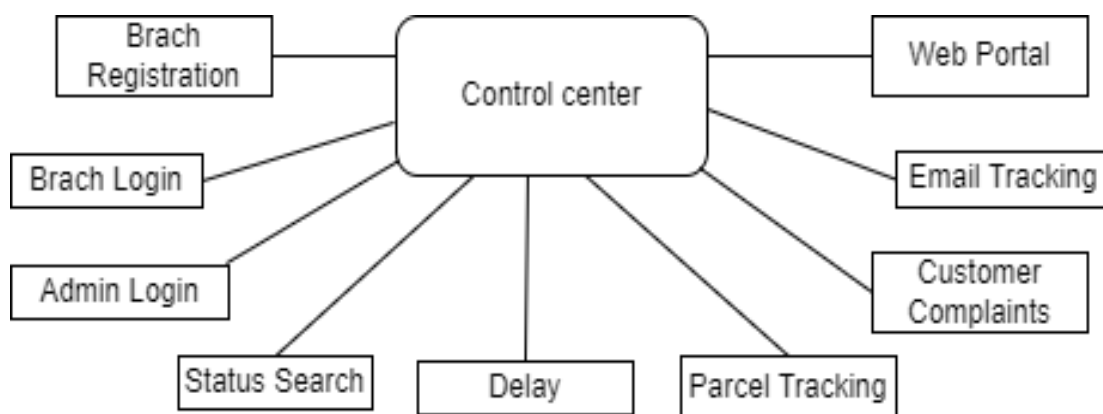 Brach
Registration
Control center
Web Portal
Brach Login
Email Tracking
Admin Login
Customer
Complaints
Status Search
Delay
Parcel Tracking